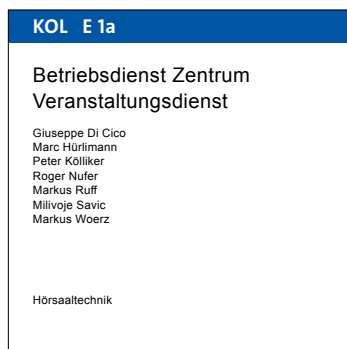 KOL E 1a
Betriebsdienst Zentrum
Veranstaltungsdienst
Giuseppe Di Cico
Marc Hürlimann
Peter Kölliker
Roger Nufer
Markus Ruff
Milivoje Savic
Markus Woerz
Hörsaaltechnik